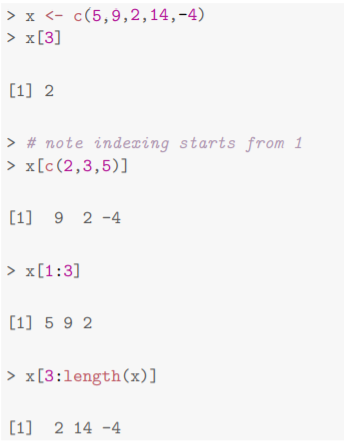 > x <- c(5,9,2,14,-4)
> x[3]
[1] 2
> # note indexing starts from 1
> x[c(2,3,5)]
[1]  9  2 -4
> x[1:3]
[1] 5 9 2
> x[3:length(x)]
[1]  2 14 -4